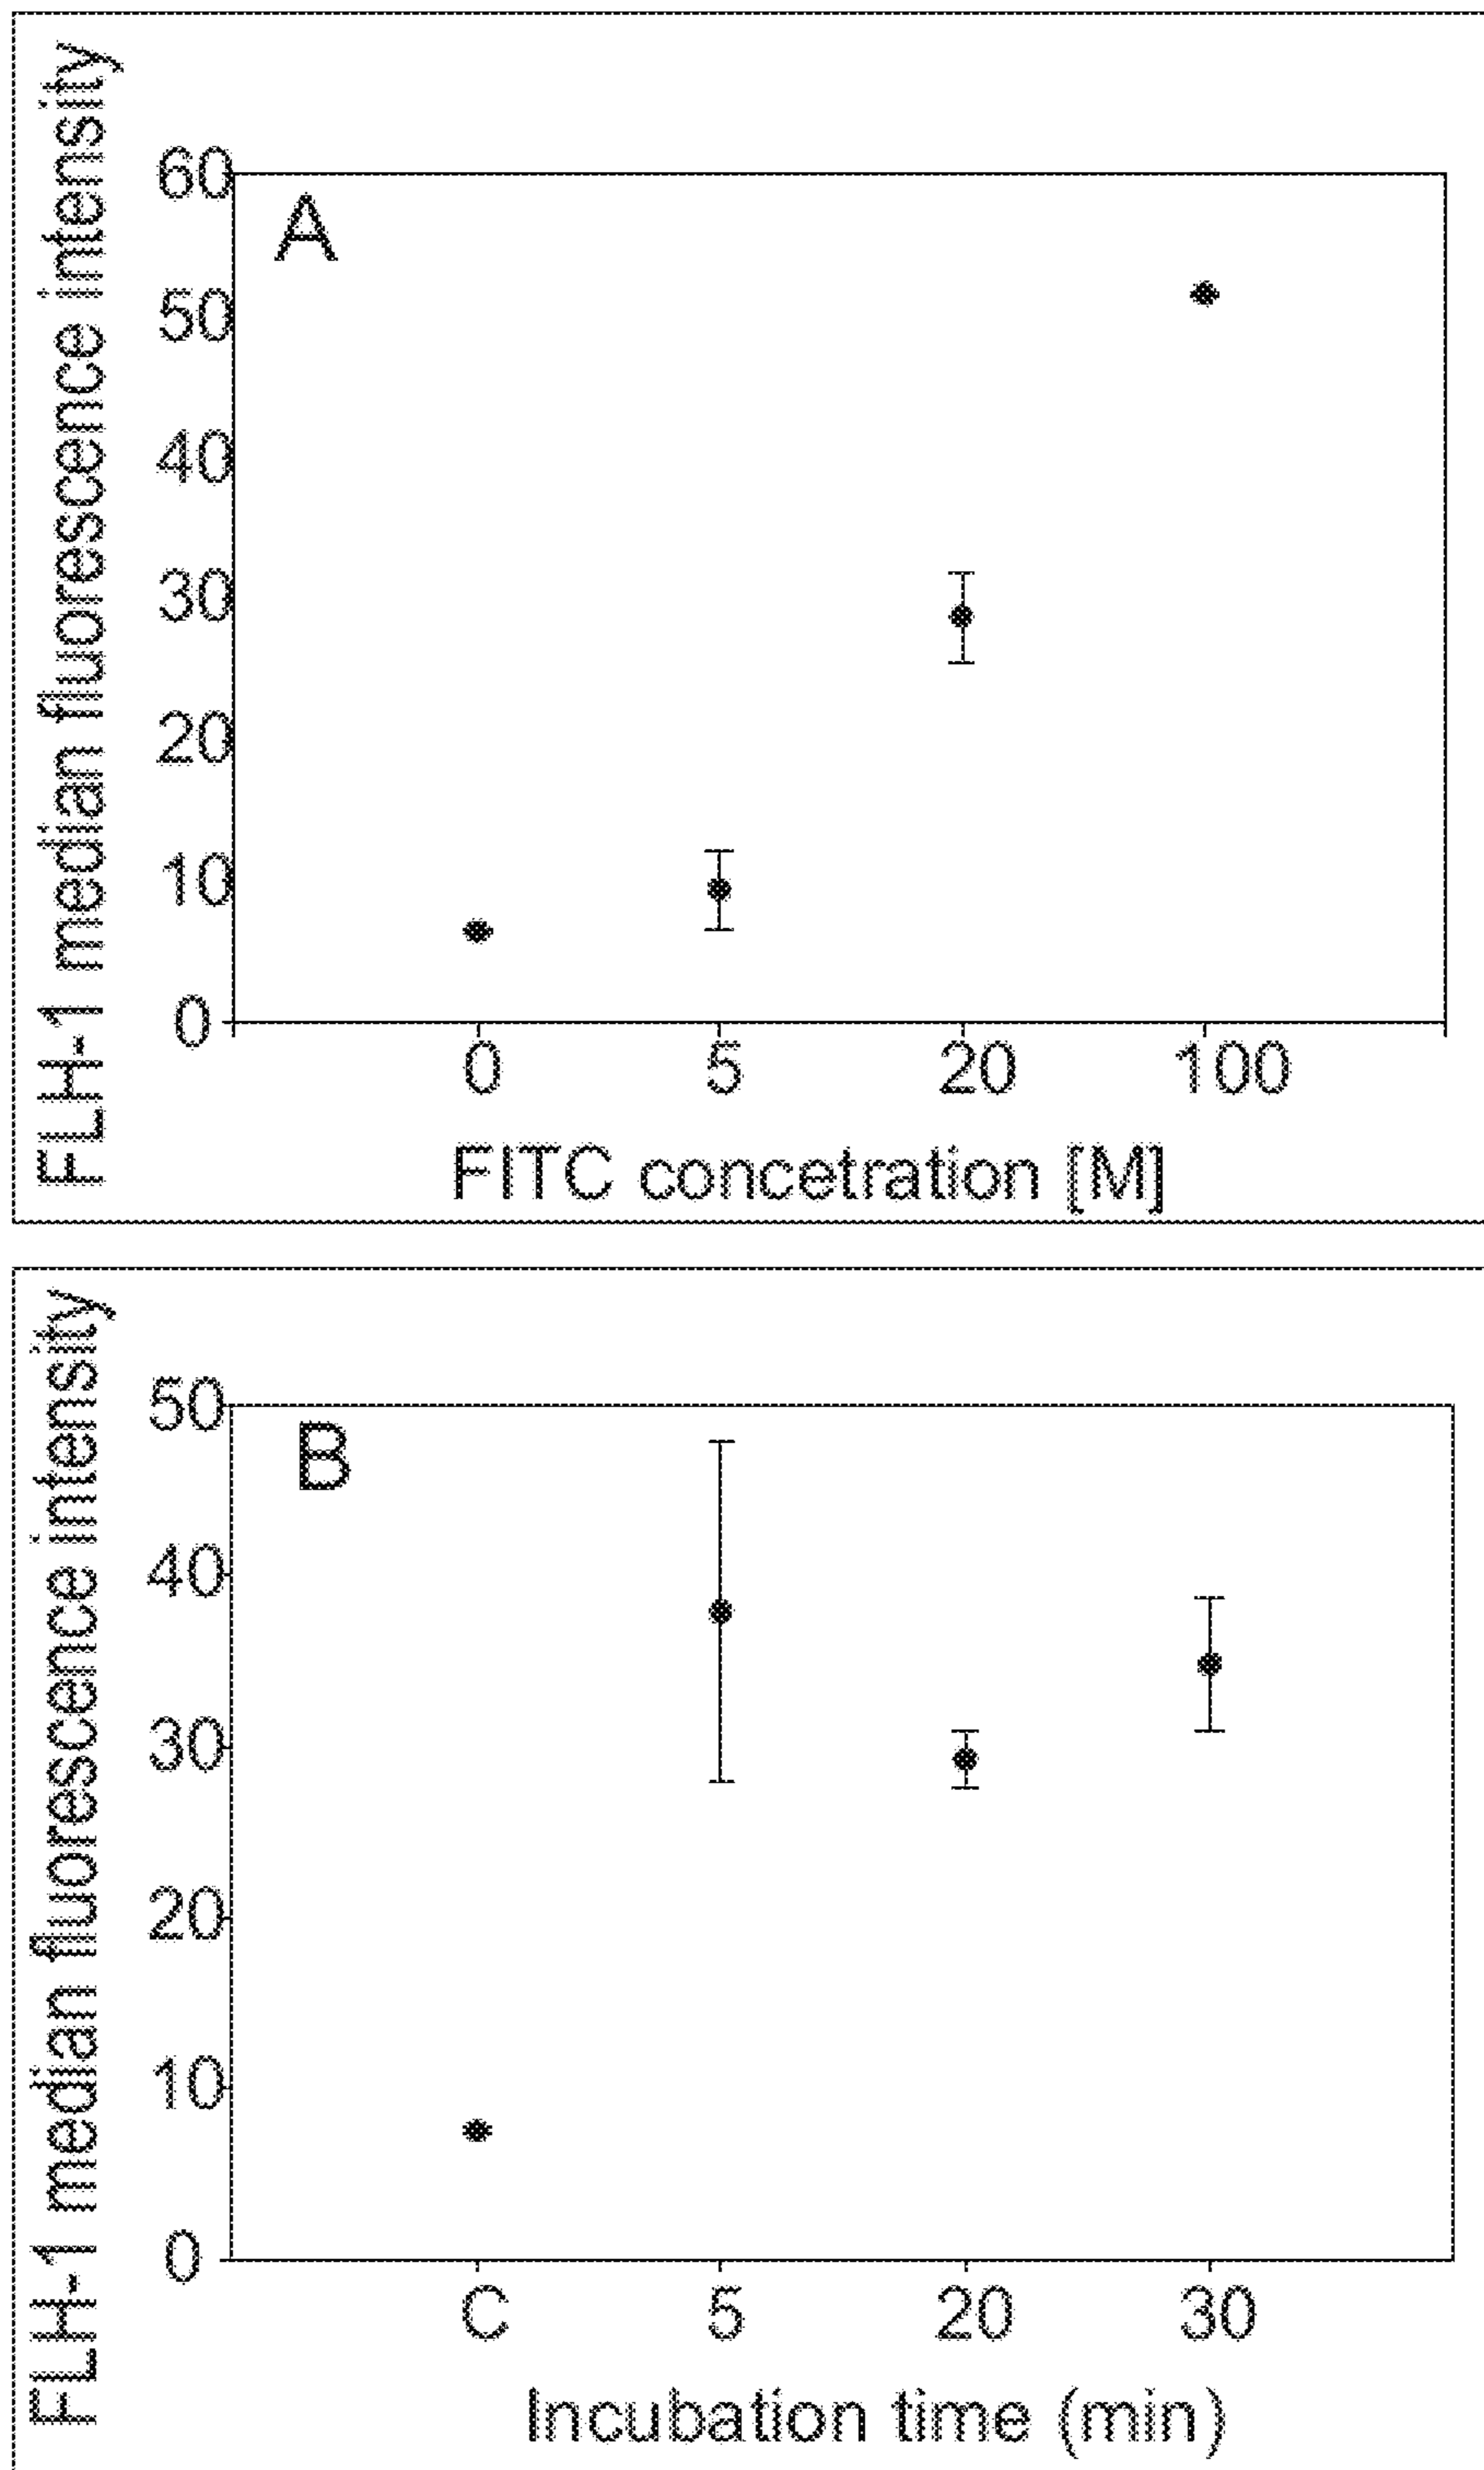 FLH-1 median fluorescence intensity
A
60
50
40
30
20
10
0
0 5 20 100
FITC concetration [M]
FLH-1 median fluorescence intensity
B
50
40
30
20
10
0
C 5 20 30
Incubation time (min)